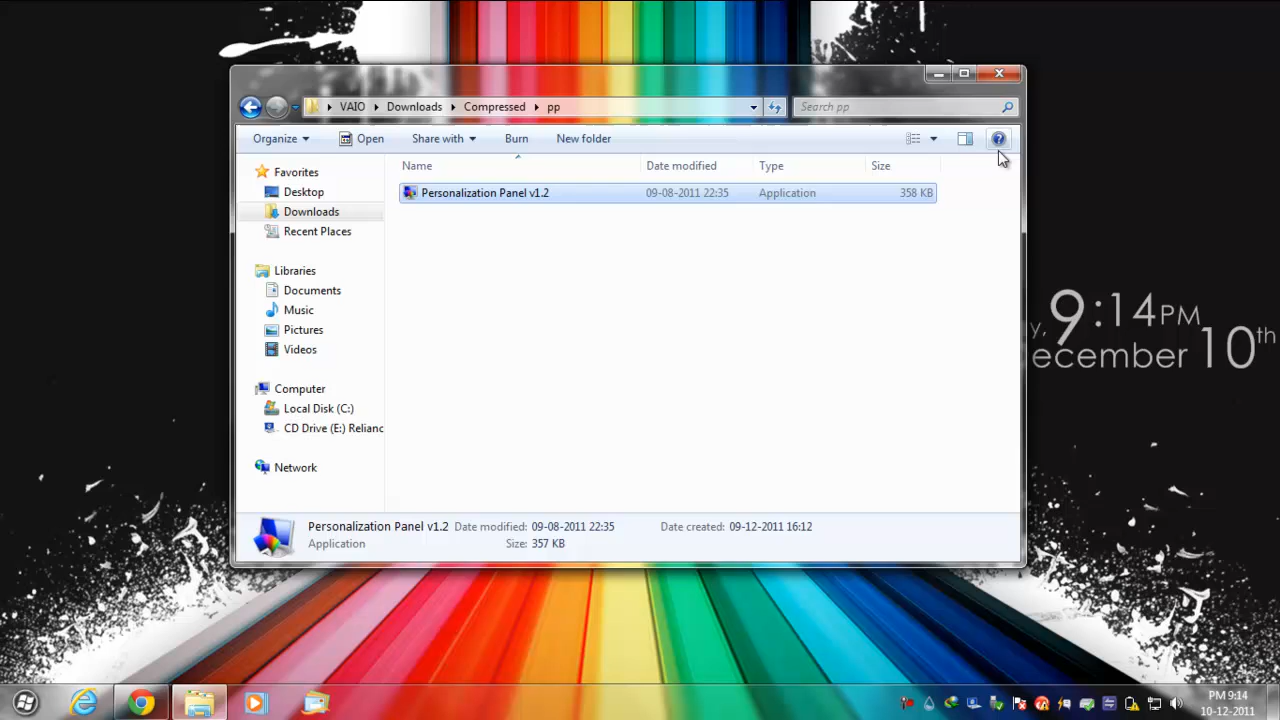 VAIO Downloads Compressed pp
Search pp
Organize Open Share with Burn New folder
Name Date modified Type Size
Personalization Panel v1.2 09-08-2011 22:35 Application 358 KB
Favorites
Desktop
Downloads
Recent Places
Libraries
Documents
Music
Pictures
Videos
Computer
Local Disk (C:)
CD Drive (E:) Relianc
Network
Personalization Panel v1.2 Date modified: 09-08-2011 22:35 Date created: 09-12-2011 16:12
Application Size: 357 KB
y, 9:14PM
ecember 10th
PM 9:14
10-12-2011